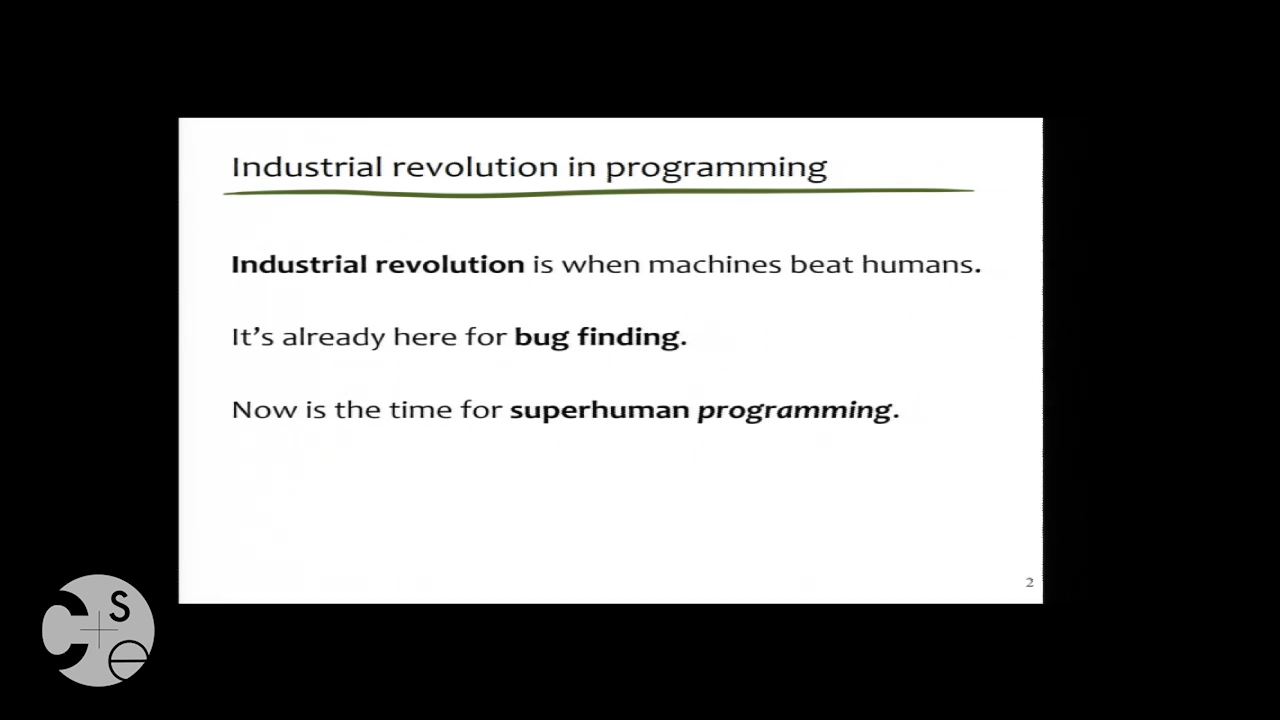 Industrial revolution in programming
Industrial revolution is when machines beat humans.
It's already here for bug finding.
Now is the time for superhuman programming.
2
C s e